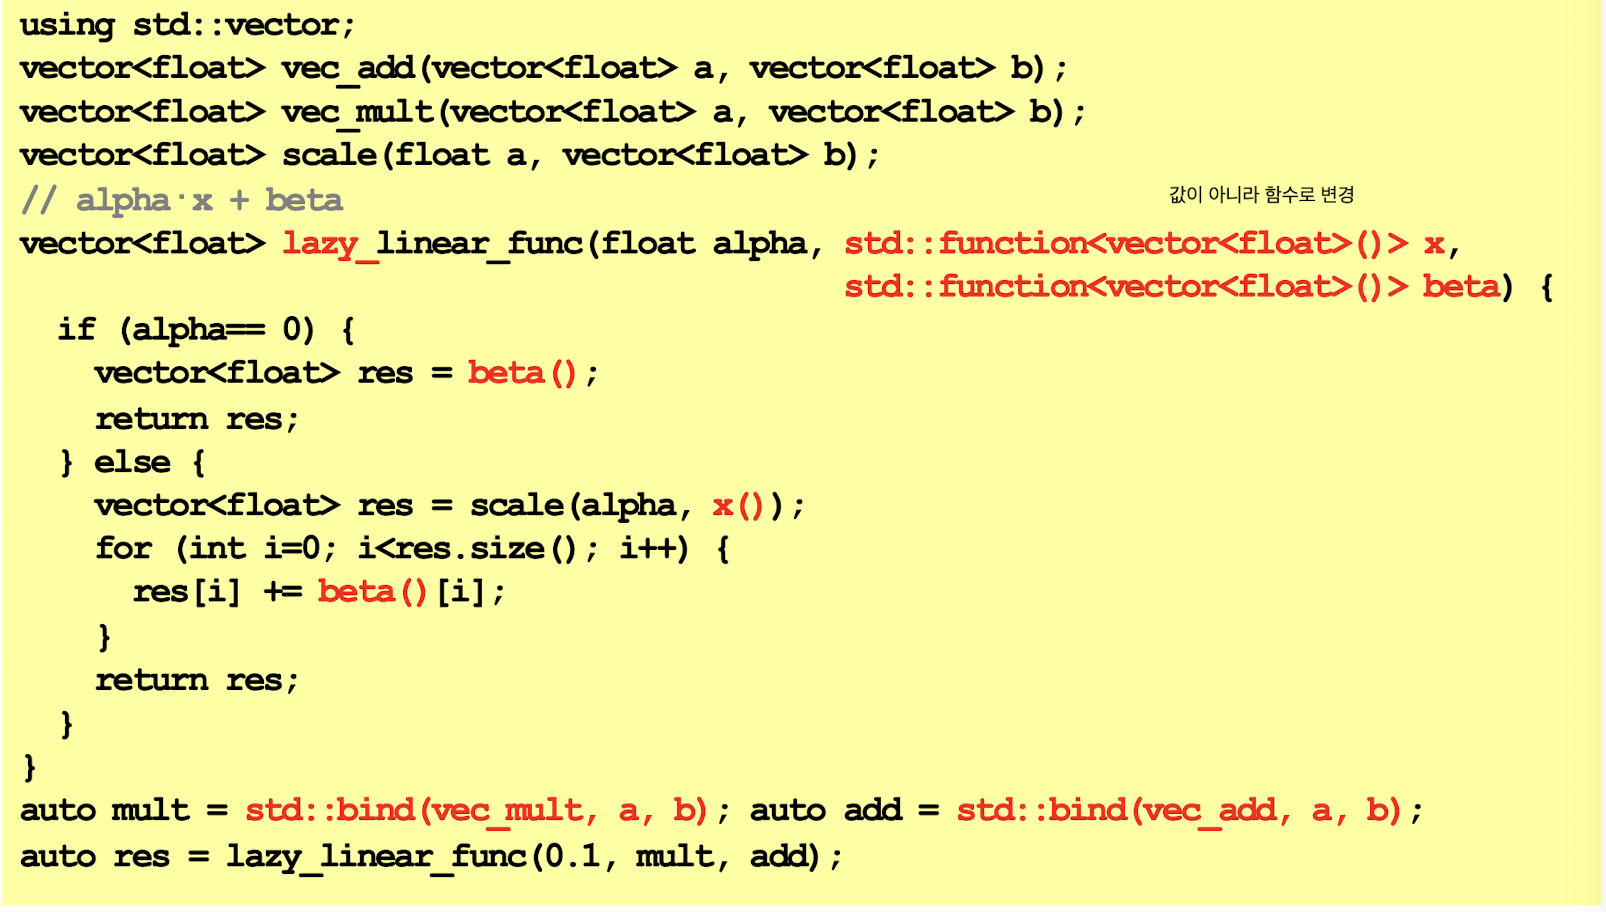 using std::vector;
vector<float> vec_add(vector<float> a, vector<float> b);
vector<float> vec_mult(vector<float> a, vector<float> b);
vector<float> scale(float a, vector<float> b);
// alpha·x + beta
값이 아니라 함수로 변경
vector<float> lazy_linear_func(float alpha, std::function<vector<float>()> x,
std::function<vector<float>()> beta) {
if (alpha== 0) {
vector<float> res = beta();
return res;
} else {
vector<float> res = scale(alpha, x());
for (int i=0; i<res.size(); i++) {
res[i] += beta()[i];
}
return res;
}
}
auto mult = std::bind(vec_mult, a, b); auto add = std::bind(vec_add, a, b);
auto res = lazy_linear_func(0.1, mult, add);